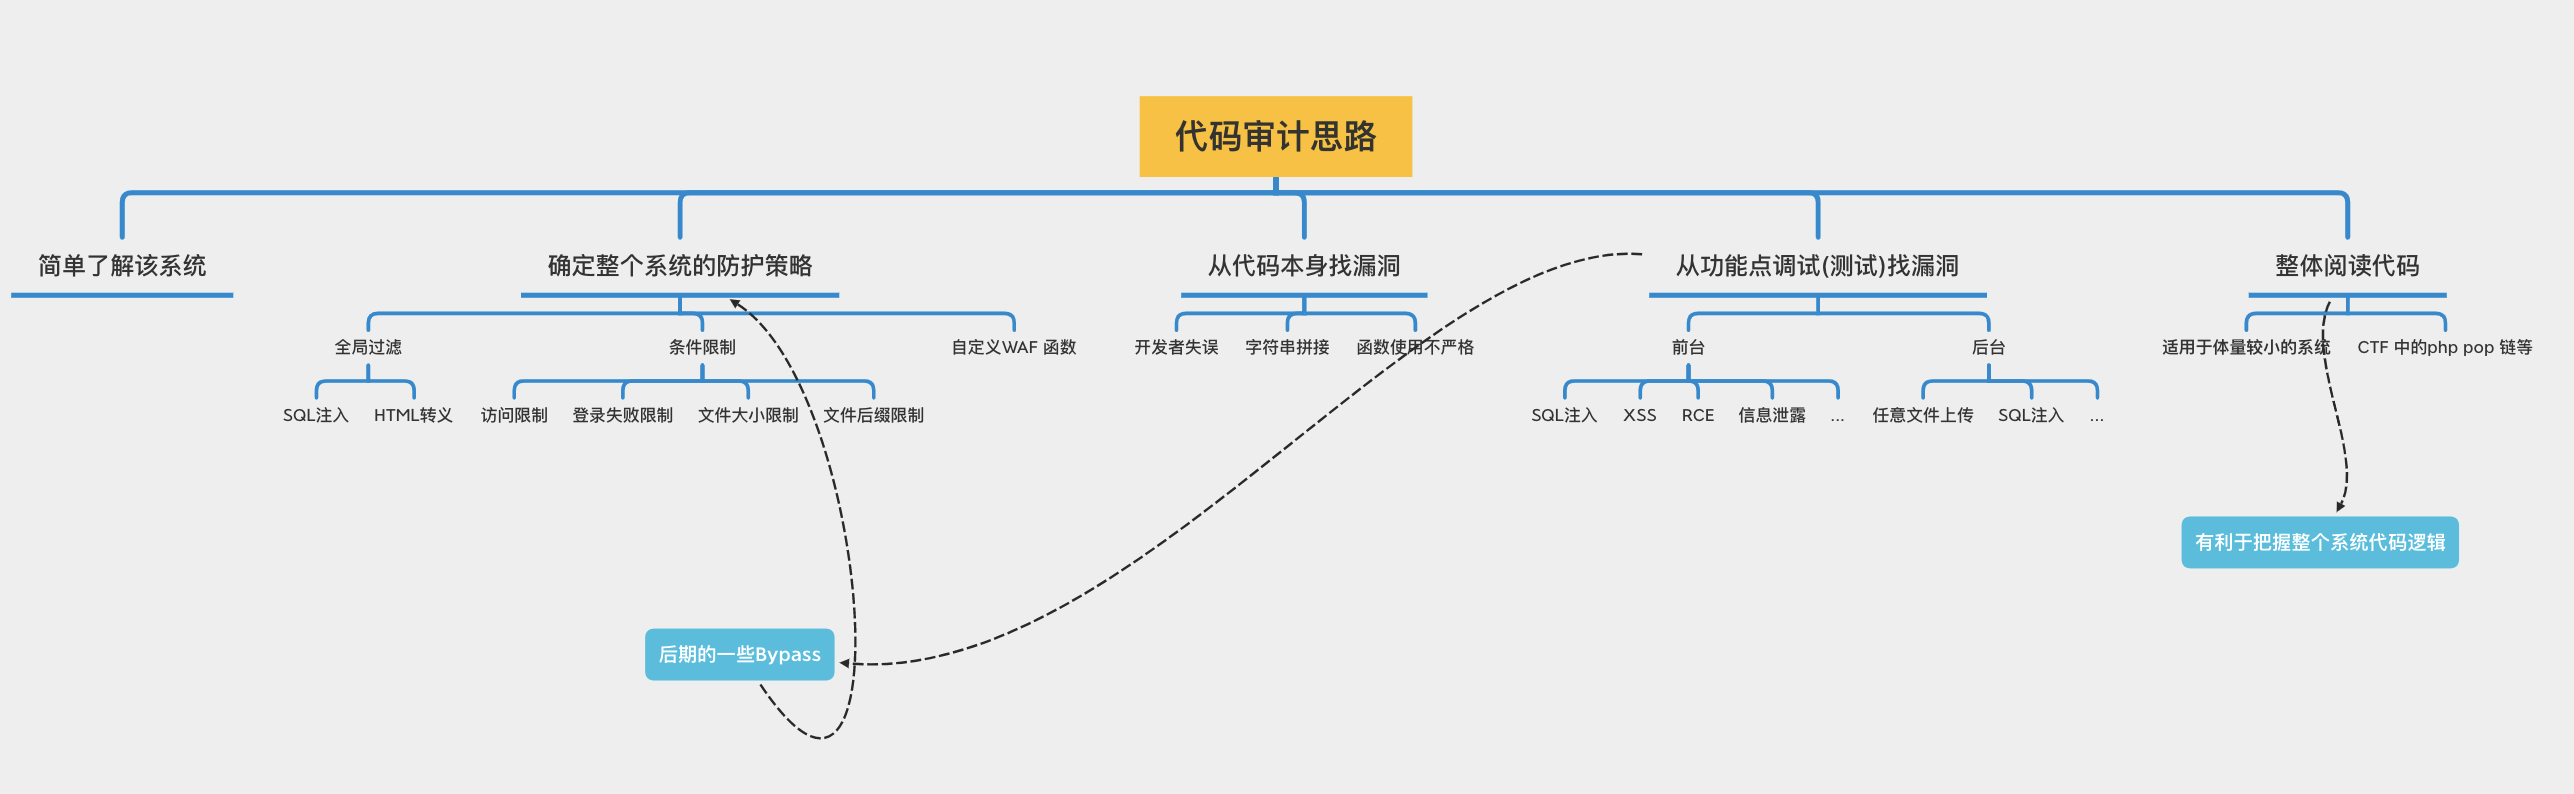 代码审计思路
简单了解该系统
确定整个系统的防护策略
从代码本身找漏洞
从功能点调试(测试)找漏洞
整体阅读代码
全局过滤
条件限制
自定义WAF 函数
开发者失误
字符串拼接
函数使用不严格
前台
后台
适用于体量较小的系统
CTF 中的php pop 链等
SQL注入
HTML转义
访问限制
登录失败限制
文件大小限制
文件后缀限制
SQL注入
XSS
RCE
信息泄露
...
任意文件上传
SQL注入
...
有利于把握整个系统代码逻辑
后期的一些Bypass